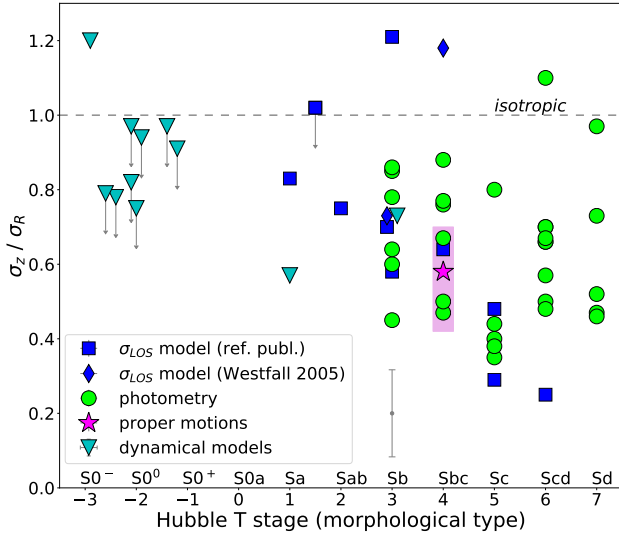 1.2
1.0
0.8
0.6
0.4
0.2
0.0
σz / σR
isotropic
σLOS model (ref. publ.)
σLOS model (Westfall 2005)
photometry
proper motions
dynamical models
S0⁻ S0⁰ S0⁺ S0a Sa Sab Sb Sbc Sc Scd Sd
−3 −2 −1 0 1 2 3 4 5 6 7
Hubble T stage (morphological type)